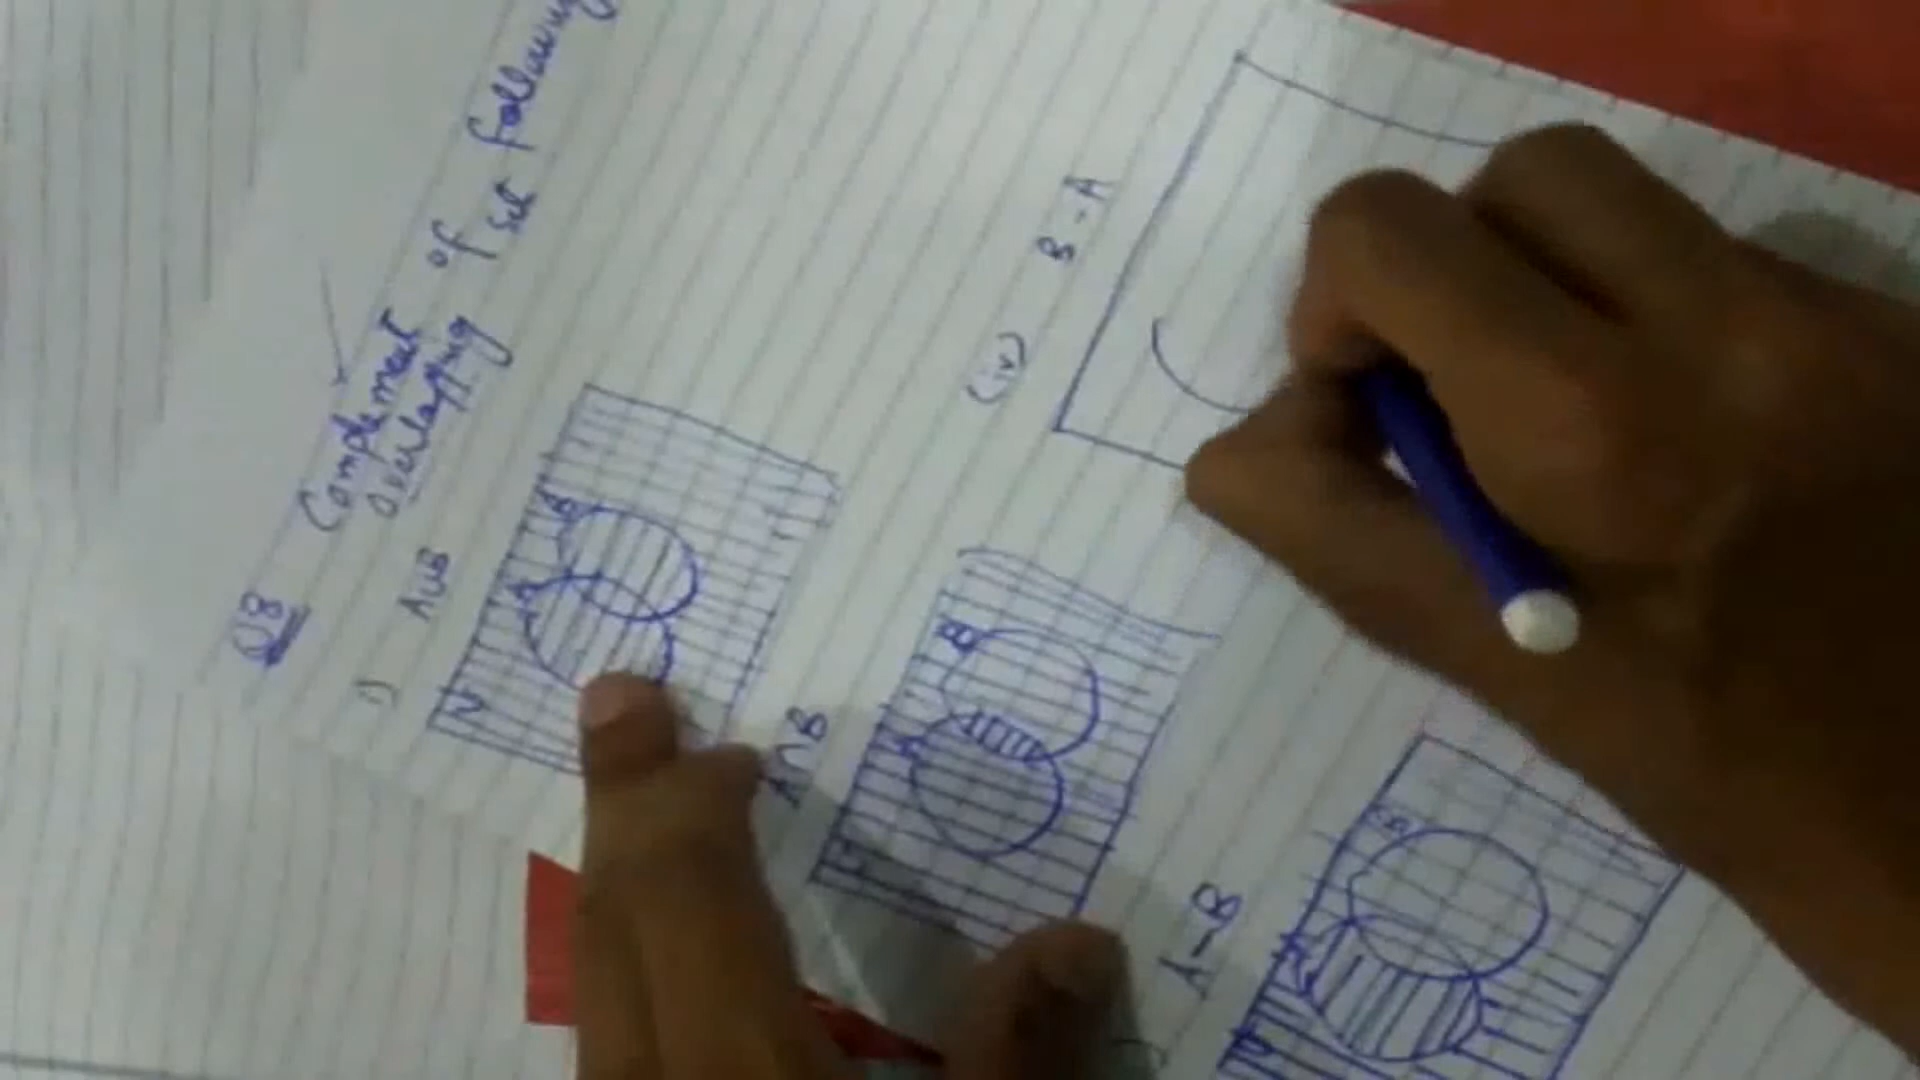 Q8 Complement of set following
overlapping
i) A∪B
B
A
A∩B
B
A
A-B
B
A
(iv) B-A